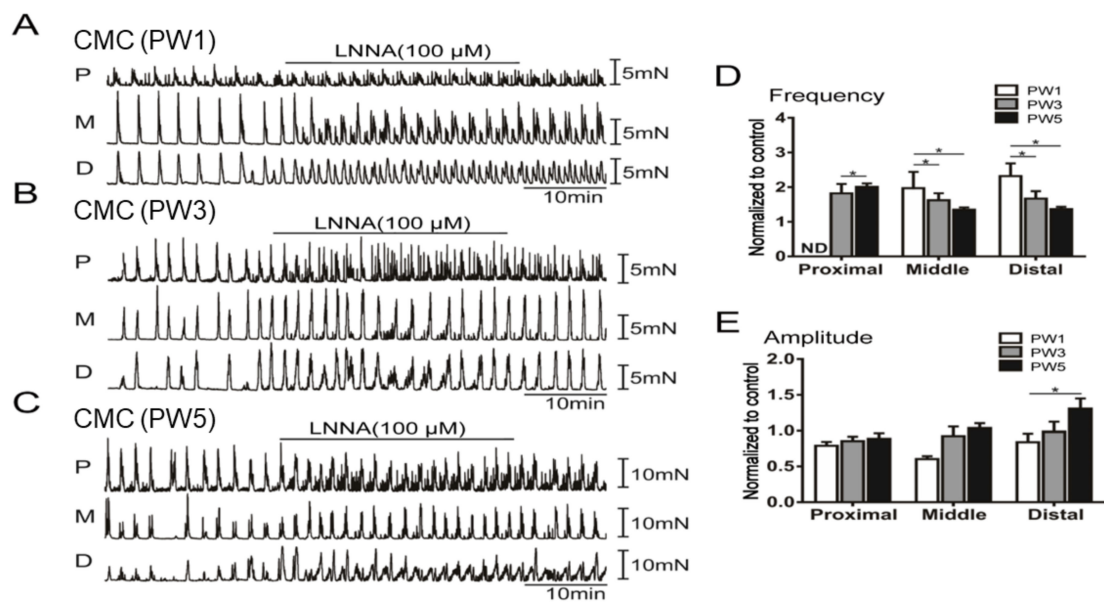 A
CMC (PW1)
LNNA(100 μM)
P
5mN
M
5mN
D
5mN
10min
B
CMC (PW3)
LNNA(100 μM)
P
5mN
M
5mN
D
5mN
10min
C
CMC (PW5)
LNNA(100 μM)
P
10mN
M
10mN
D
10mN
10min
D
Frequency
PW1
PW3
PW5
Normalized to control
4
3
2
1
0
ND
*
*
*
*
*
Proximal Middle Distal
E
Amplitude
PW1
PW3
PW5
Normalized to control
2.0
1.5
1.0
0.5
0.0
*
Proximal Middle Distal